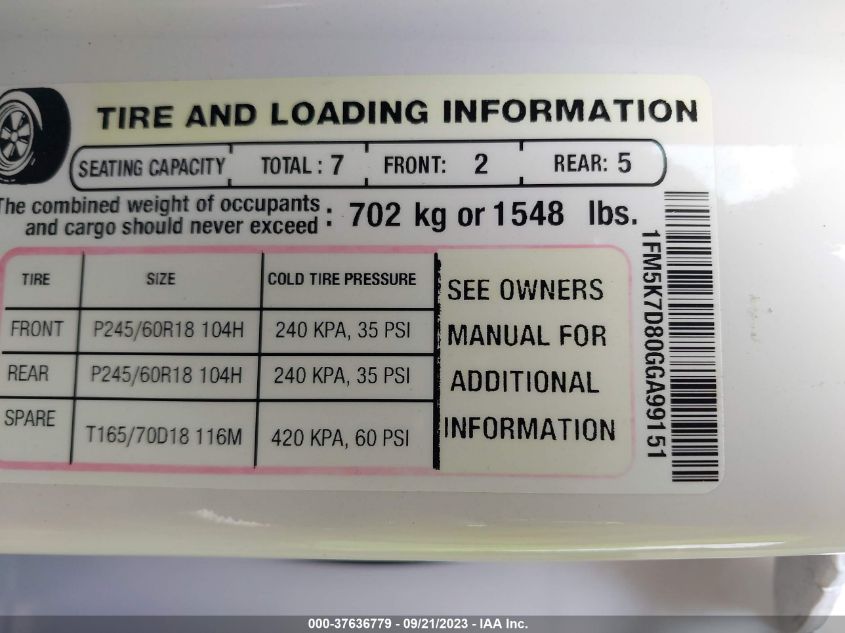 TIRE AND LOADING INFORMATION
SEATING CAPACITY TOTAL : 7 FRONT: 2 REAR: 5
The combined weight of occupants
and cargo should never exceed : 702 kg or 1548 lbs.
TIRE SIZE COLD TIRE PRESSURE
FRONT P245/60R18 104H 240 KPA, 35 PSI
REAR P245/60R18 104H 240 KPA, 35 PSI
SPARE T165/70D18 116M 420 KPA, 60 PSI
SEE OWNERS
MANUAL FOR
ADDITIONAL
INFORMATION
1FM5K7D80GGA99151
000-37636779 - 09/21/2023 - IAA Inc.